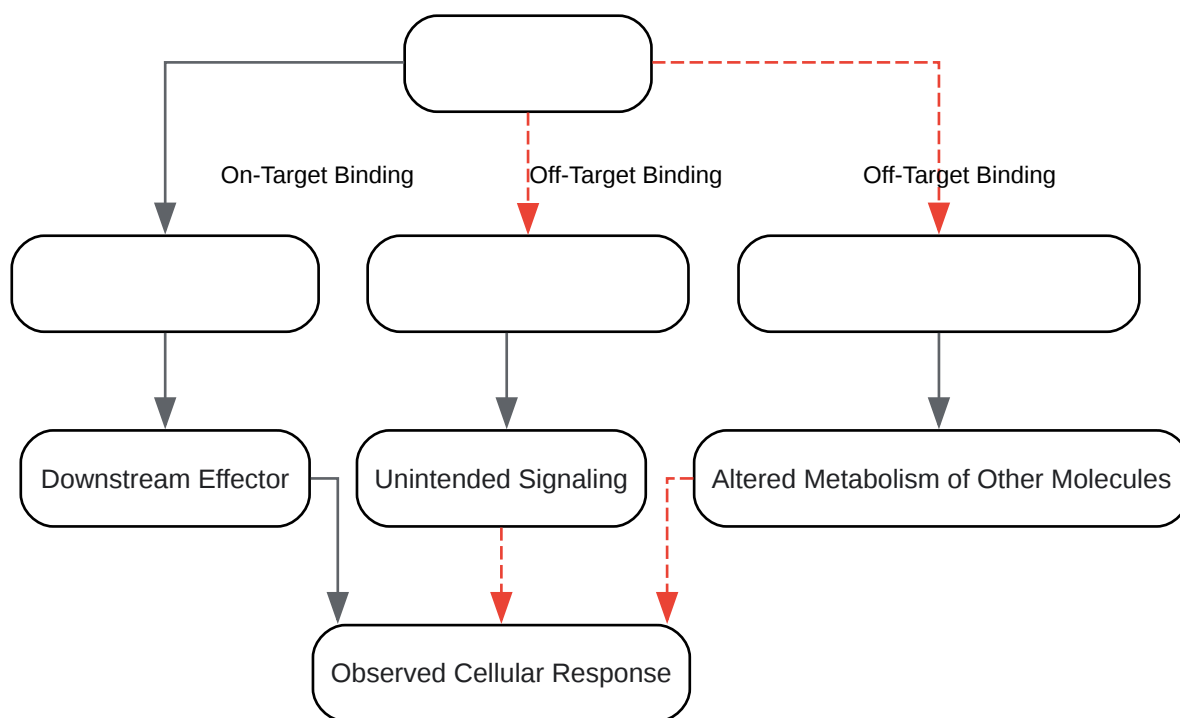 On-Target Binding
Off-Target Binding
Off-Target Binding
Downstream Effector
Unintended Signaling
Altered Metabolism of Other Molecules
Observed Cellular Response